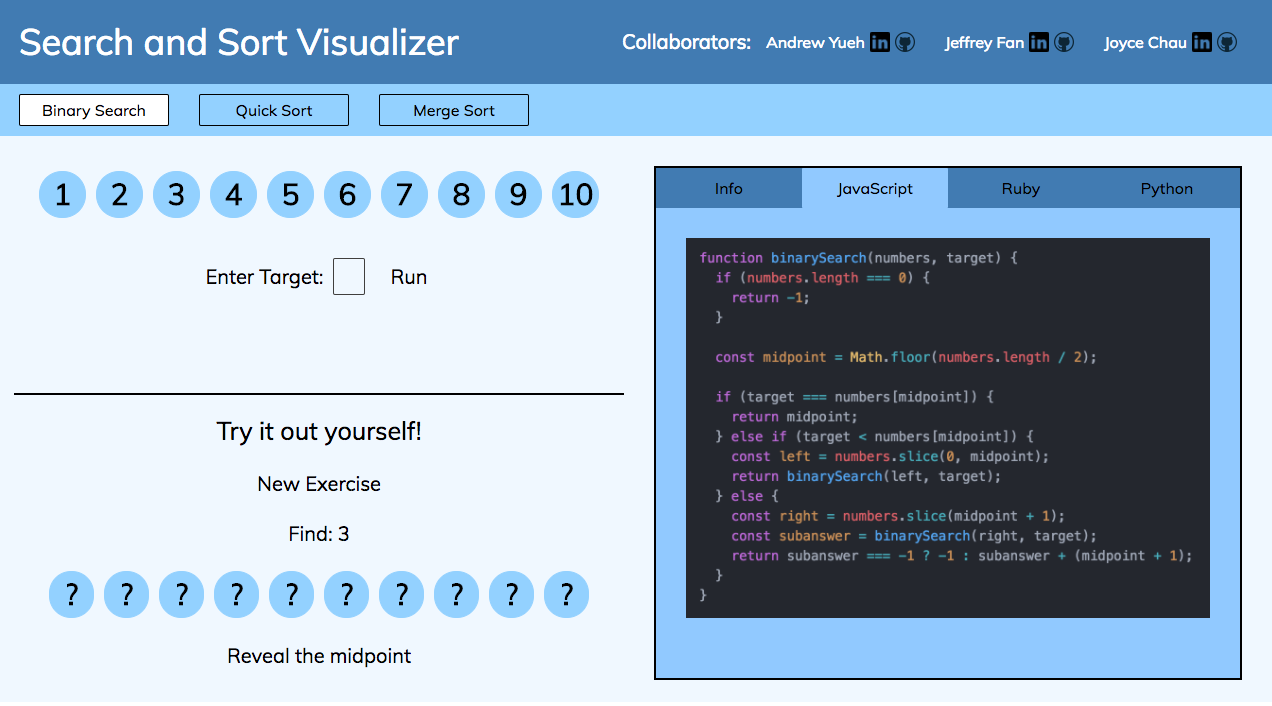 Search and Sort Visualizer
Collaborators: Andrew Yueh in Jeffrey Fan in Joyce Chau in
Binary Search Quick Sort Merge Sort
1 2 3 4 5 6 7 8 9 10
Enter Target: Run
Try it out yourself!
New Exercise
Find: 3
? ? ? ? ? ? ? ? ? ?
Reveal the midpoint
Info JavaScript Ruby Python
function binarySearch(numbers, target) {
  if (numbers.length === 0) {
    return -1;
  }
  const midpoint = Math.floor(numbers.length / 2);
  if (target === numbers[midpoint]) {
    return midpoint;
  } else if (target < numbers[midpoint]) {
    const left = numbers.slice(0, midpoint);
    return binarySearch(left, target);
  } else {
    const right = numbers.slice(midpoint + 1);
    const subanswer = binarySearch(right, target);
    return subanswer === -1 ? -1 : subanswer + (midpoint + 1);
  }
}